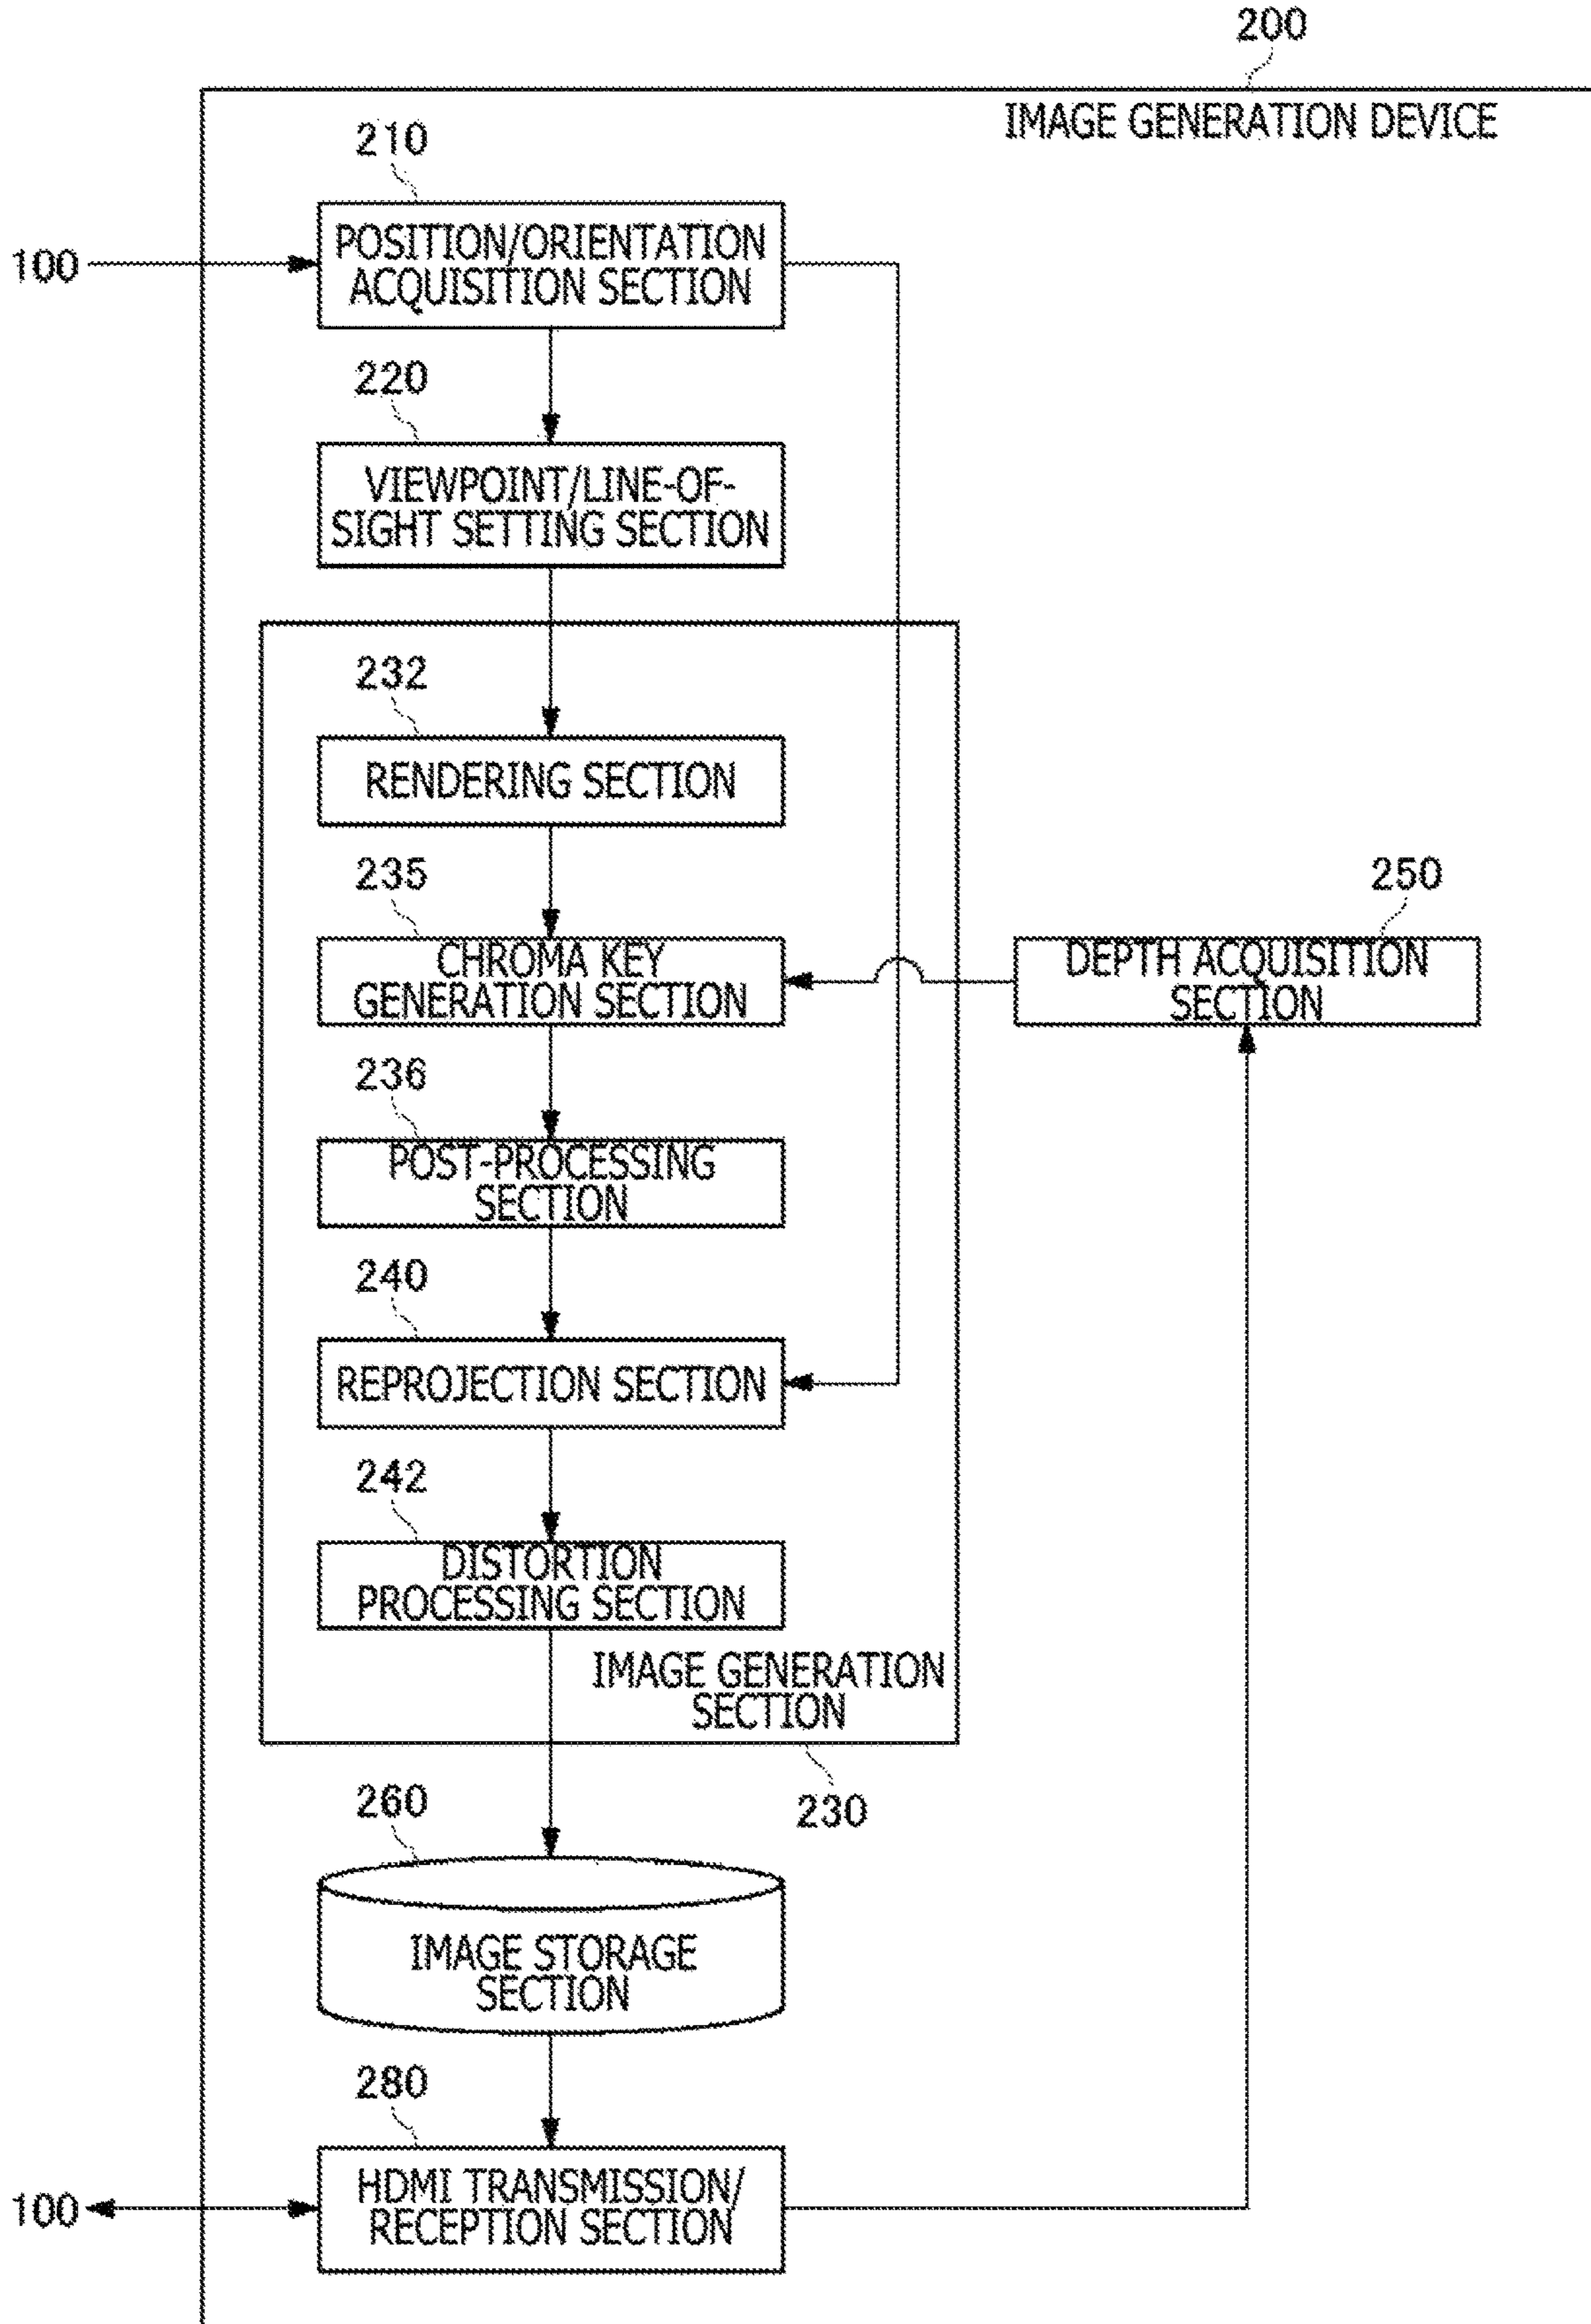 200
IMAGE GENERATION DEVICE
210
POSITION/ORIENTATION
ACQUISITION SECTION
100
220
VIEWPOINT/LINE-OF-
SIGHT SETTING SECTION
232
RENDERING SECTION
235
CHROMA KEY
GENERATION SECTION
250
DEPTH ACQUISITION
SECTION
236
POST-PROCESSING
SECTION
240
REPROJECTION SECTION
242
DISTORTION
PROCESSING SECTION
IMAGE GENERATION
SECTION
230
260
IMAGE STORAGE
SECTION
280
HDMI TRANSMISSION/
RECEPTION SECTION
100